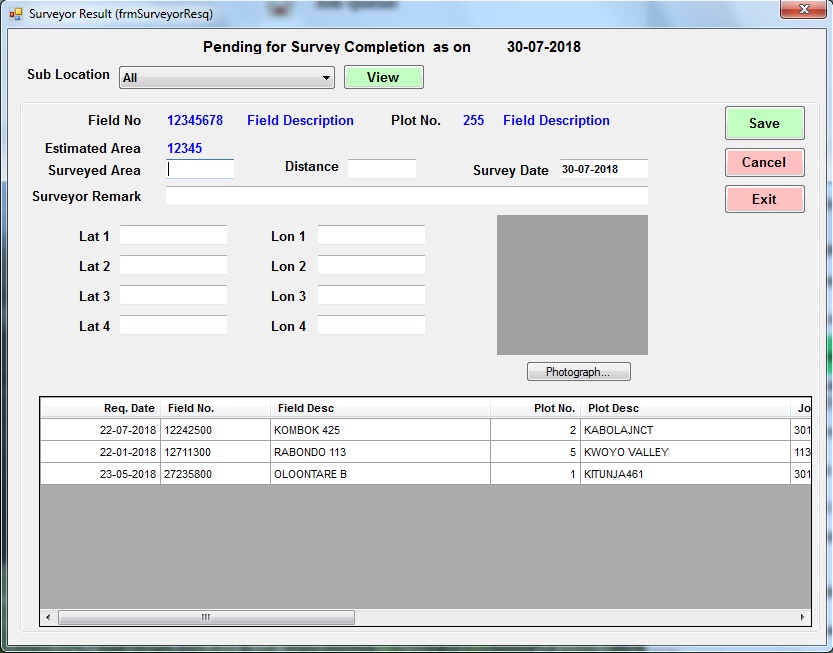 Surveyor Result (frmSurveyorResq)
Pending for Survey Completion as on 30-07-2018
Sub Location All View
Field No 12345678 Field Description Plot No. 255 Field Description Save
Estimated Area 12345
Surveyed Area Distance Survey Date 30-07-2018 Cancel
Surveyor Remark Exit
Lat 1 Lon 1
Lat 2 Lon 2
Lat 3 Lon 3
Lat 4 Lon 4
Photograph...
Req. Date Field No. Field Desc Plot No. Plot Desc Jo
22-07-2018 12242500 KOMBOK 425 2 KABOLAJNCT 301
22-01-2018 12711300 RABONDO 113 5 KWOYO VALLEY 113
23-05-2018 27235800 OLOONTARE B 1 KITUNJA461 301